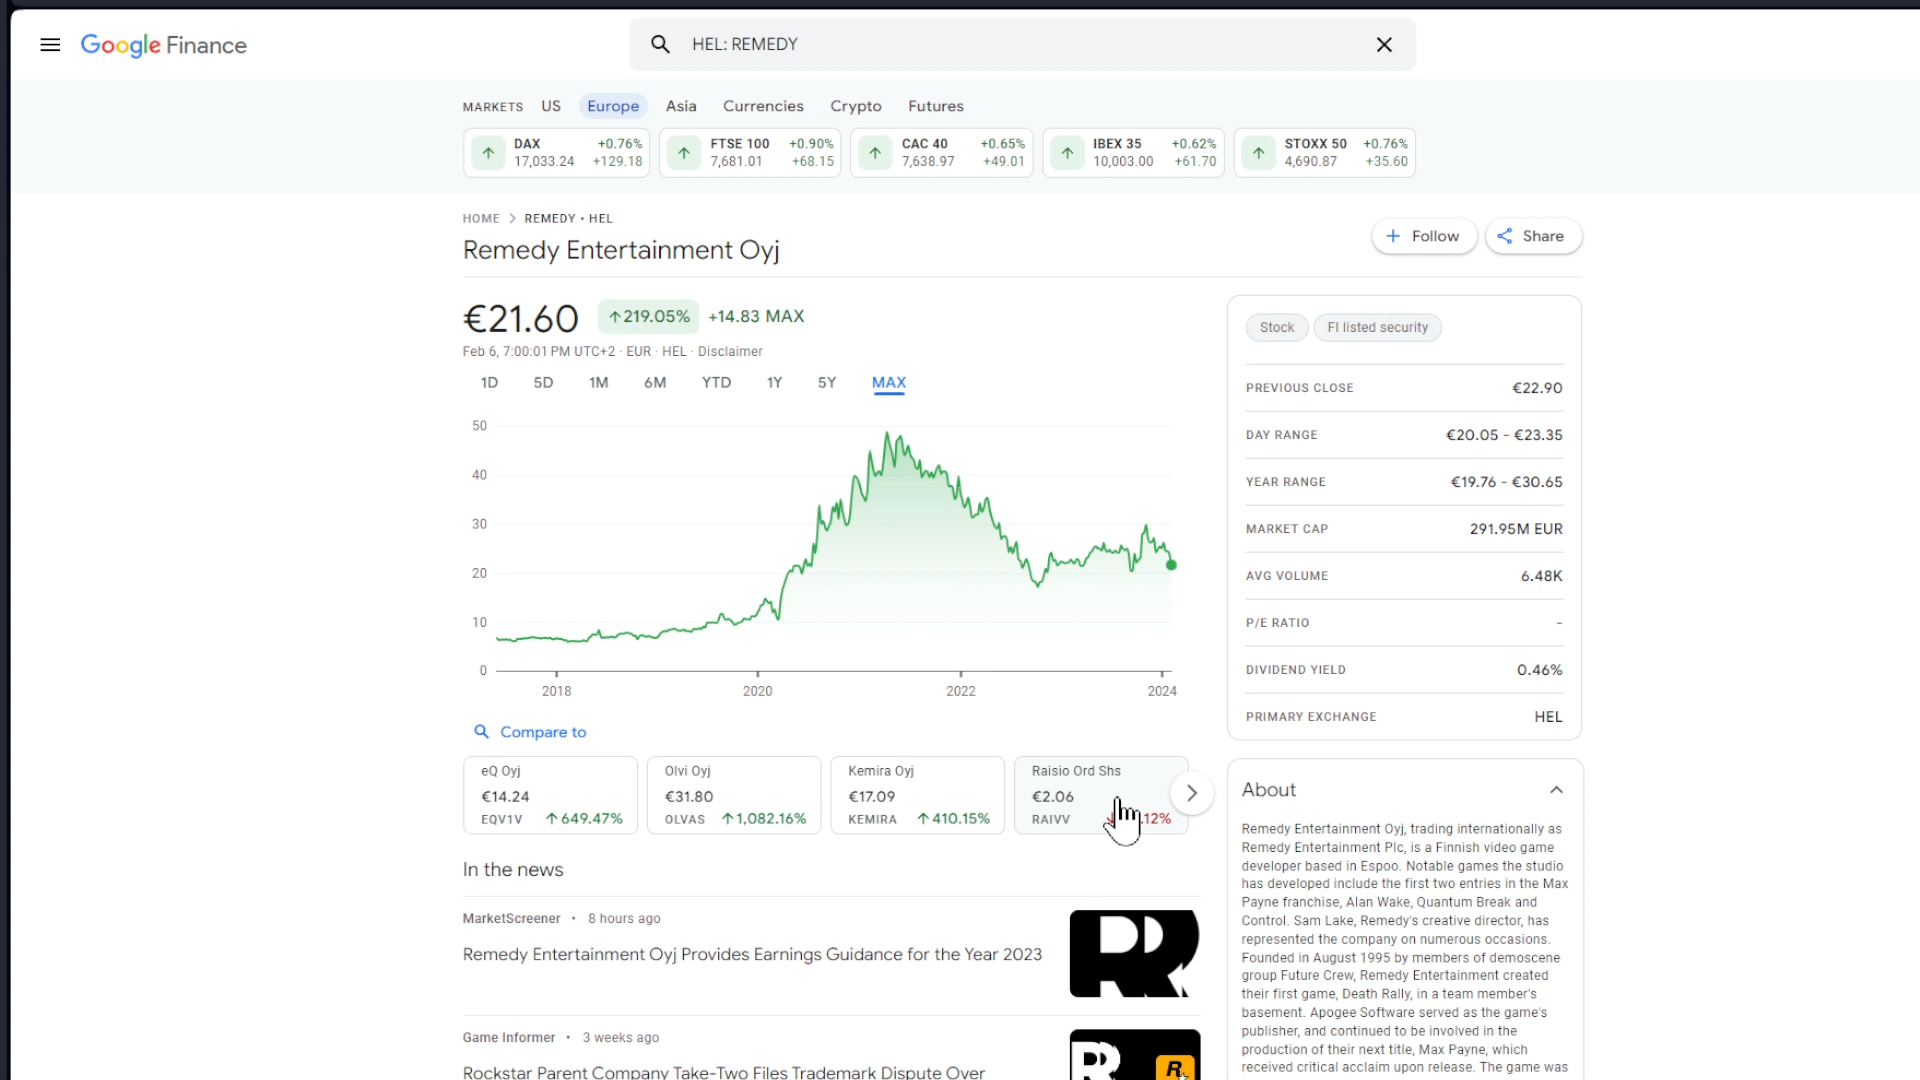 Google Finance
HEL: REMEDY
MARKETS US Europe Asia Currencies Crypto Futures
DAX +0.76%
17,033.24 +129.18
FTSE 100 +0.90%
7,681.01 +68.15
CAC 40 +0.65%
7,638.97 +49.01
IBEX 35 +0.62%
10,003.00 +61.70
STOXX 50 +0.76%
4,690.87 +35.60
HOME > REMEDY • HEL
Remedy Entertainment Oyj
+ Follow
Share
€21.60 ↑219.05% +14.83 MAX
Feb 6, 7:00:01 PM UTC+2 · EUR · HEL · Disclaimer
1D 5D 1M 6M YTD 1Y 5Y MAX
50
40
30
20
10
0
2018 2020 2022 2024
Compare to
eQ Oyj
€14.24
EQV1V ↑649.47%
Olvi Oyj
€31.80
OLVAS ↑1,082.16%
Kemira Oyj
€17.09
KEMIRA ↑410.15%
Raisio Ord Shs
€2.06
RAIVV .12%
In the news
MarketScreener • 8 hours ago
Remedy Entertainment Oyj Provides Earnings Guidance for the Year 2023
Game Informer • 3 weeks ago
Rockstar Parent Company Take-Two Files Trademark Dispute Over
Stock
FI listed security
PREVIOUS CLOSE €22.90
DAY RANGE €20.05 - €23.35
YEAR RANGE €19.76 - €30.65
MARKET CAP 291.95M EUR
AVG VOLUME 6.48K
P/E RATIO -
DIVIDEND YIELD 0.46%
PRIMARY EXCHANGE HEL
About
Remedy Entertainment Oyj, trading internationally as
Remedy Entertainment Plc, is a Finnish video game
developer based in Espoo. Notable games the studio
has developed include the first two entries in the Max
Payne franchise, Alan Wake, Quantum Break and
Control. Sam Lake, Remedy's creative director, has
represented the company on numerous occasions.
Founded in August 1995 by members of demoscene
group Future Crew, Remedy Entertainment created
their first game, Death Rally, in a team member's
basement. Apogee Software served as the game's
publisher, and continued to be involved in the
production of their next title, Max Payne, which
received critical acclaim upon release. The game was